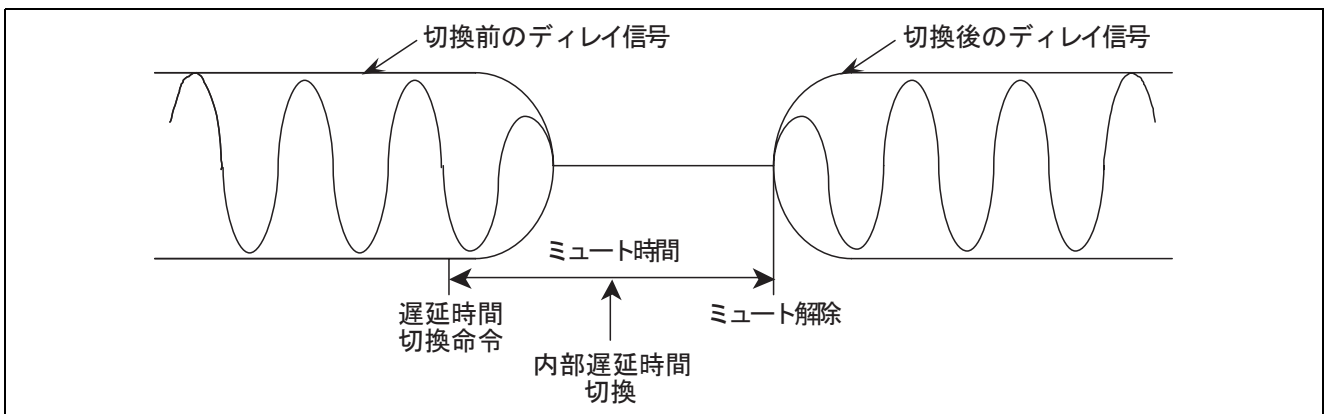 切換前のディレイ信号
切換後のディレイ信号
ミュート時間
遅延時間
切換命令
ミュート解除
内部遅延時間
切換